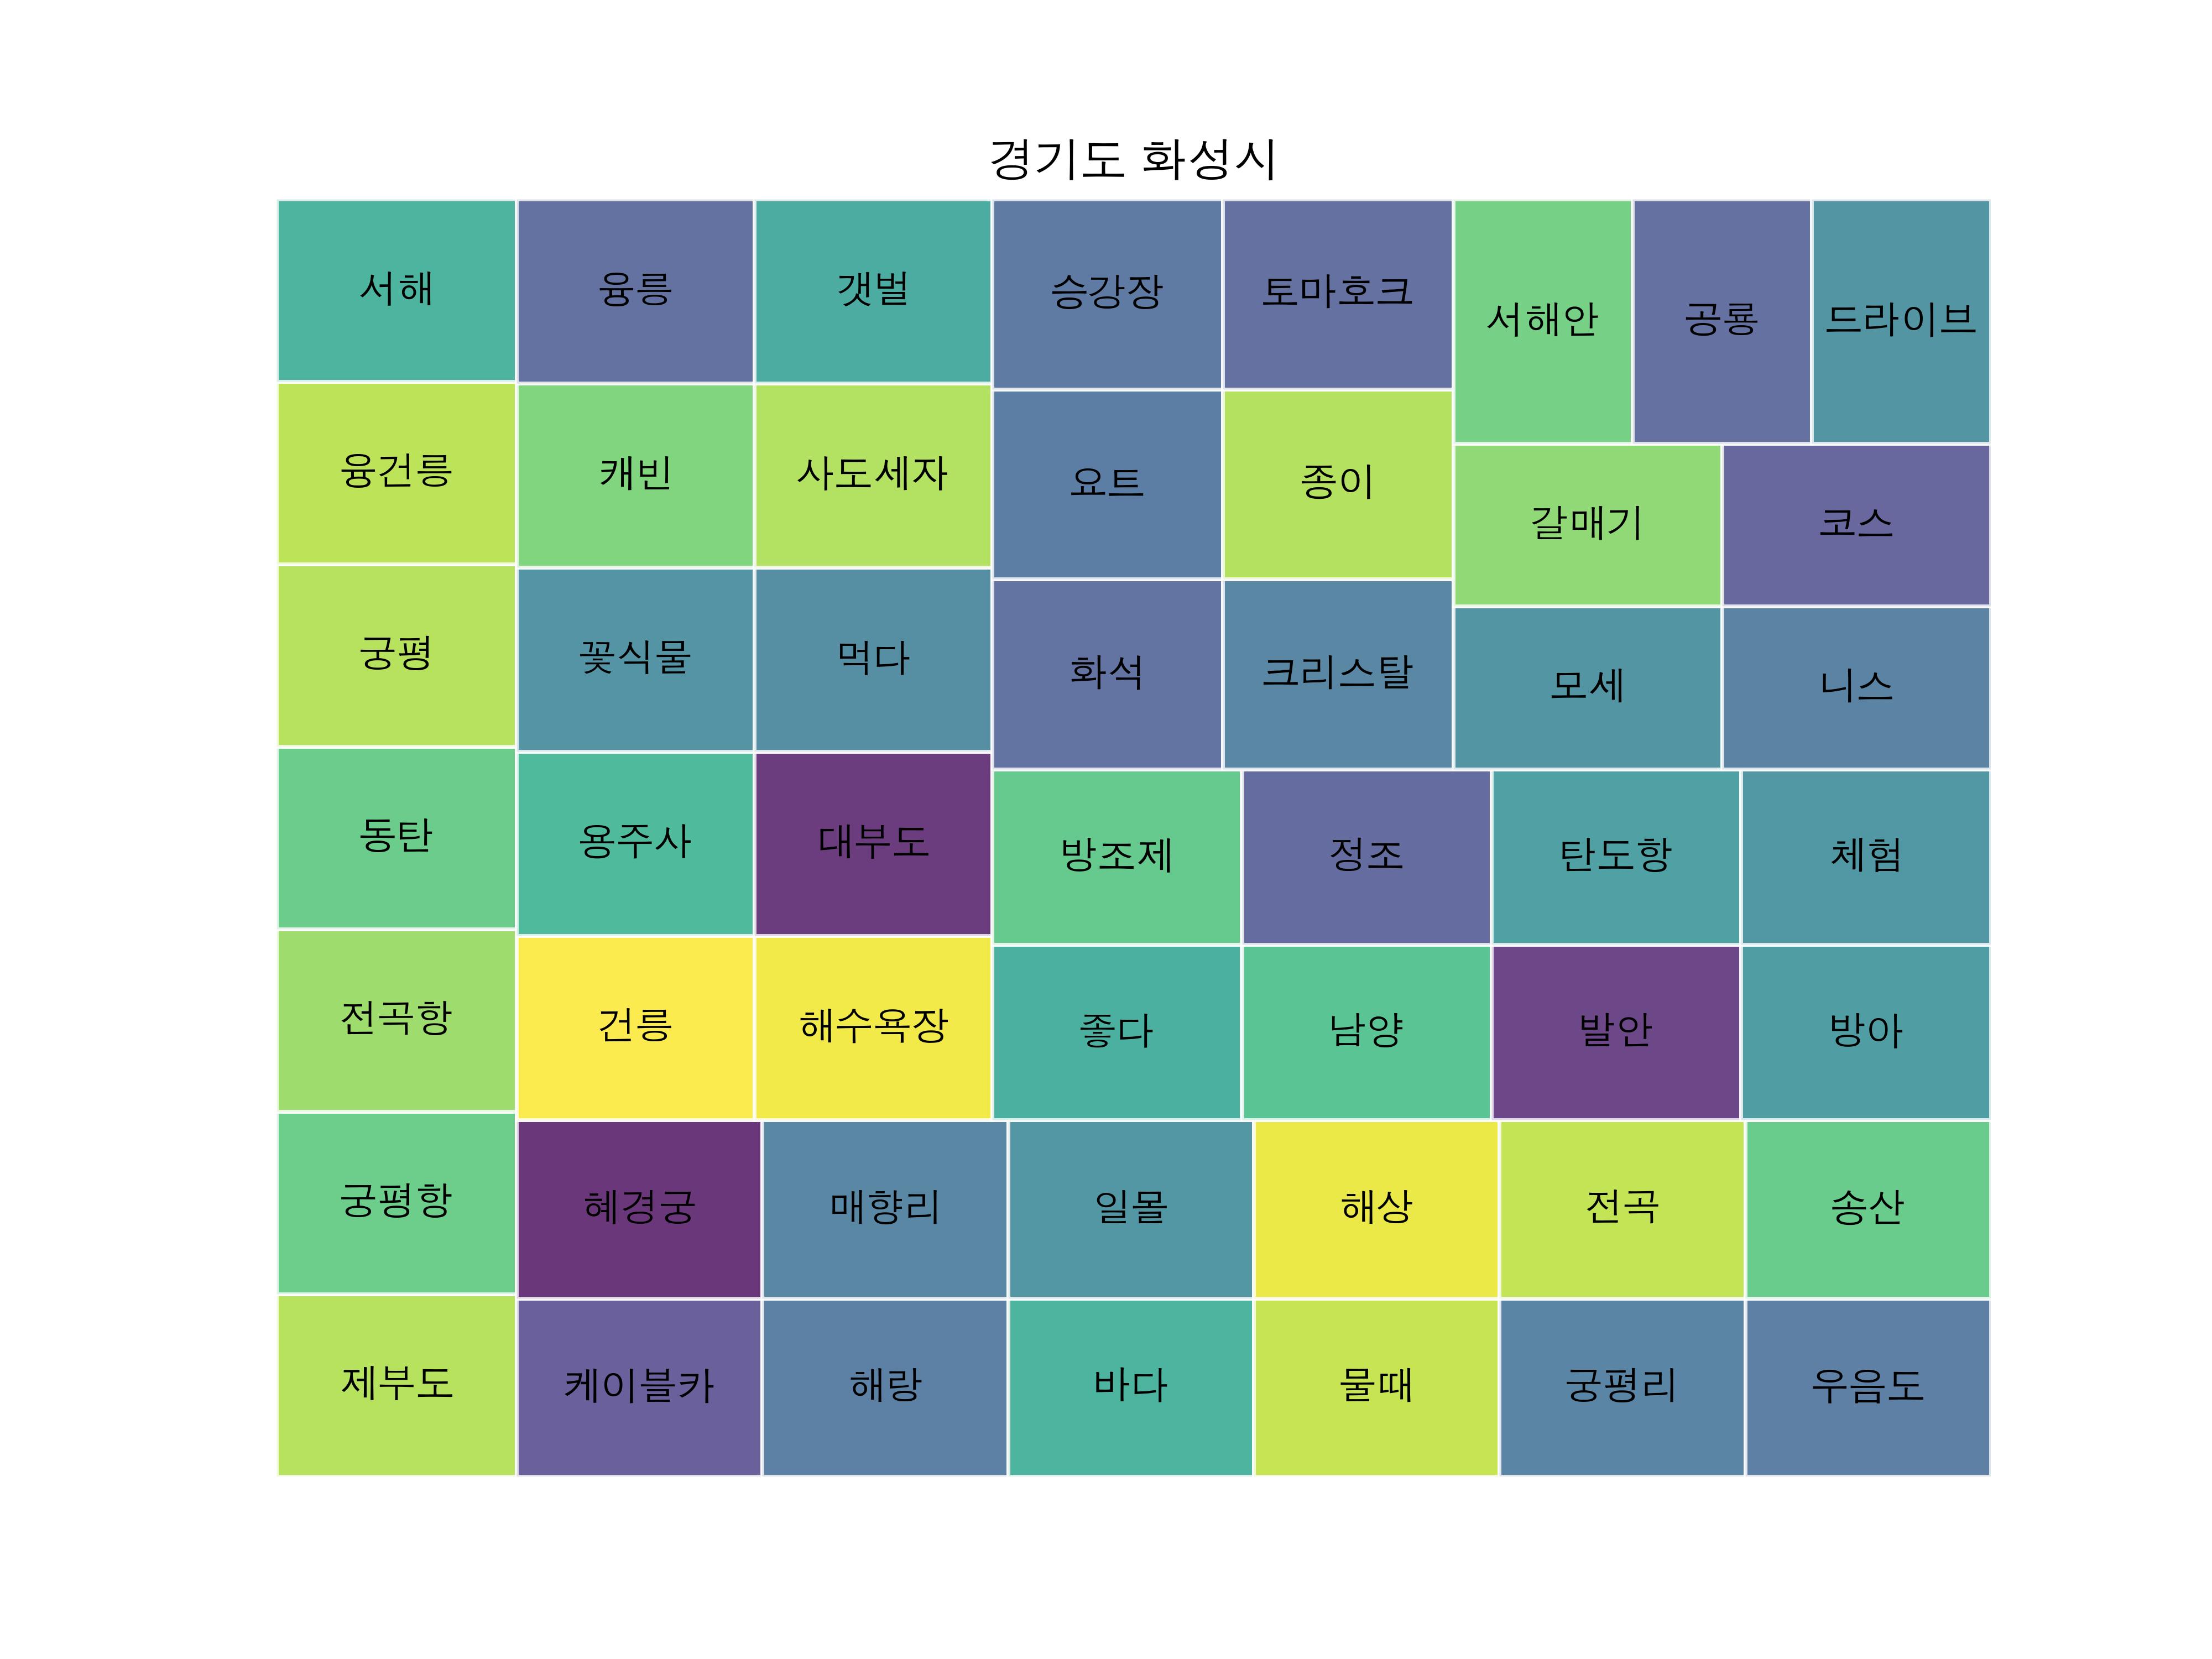 경기도 화성시
서해
융릉
갯벌
승강장
토마호크
서해안
공룡
드라이브
융건릉
캐빈
사도세자
요트
종이
갈매기
코스
궁평
꽃식물
먹다
화석
크리스탈
모세
니스
동탄
용주사
대부도
방조제
정조
탄도항
체험
전곡항
건릉
해수욕장
좋다
남양
발안
방아
궁평항
혜경궁
매향리
일몰
해상
전곡
송산
제부도
케이블카
해랑
바다
물때
궁평리
우음도